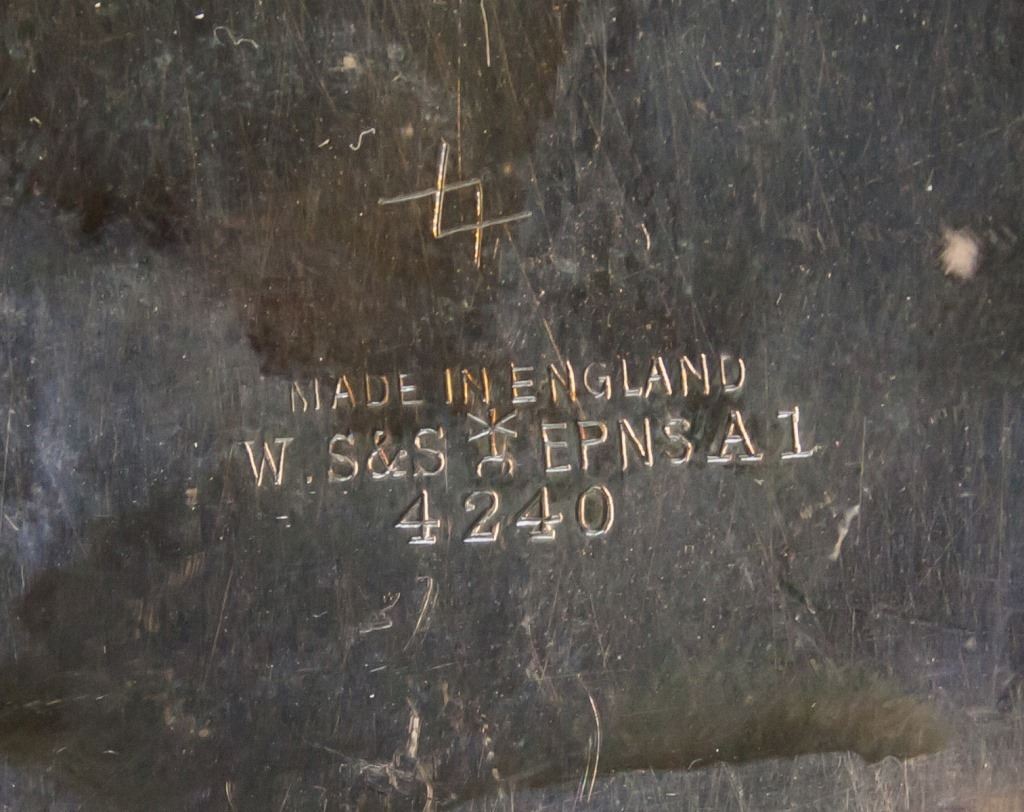 MADE IN ENGLAND
W. S&S EPNS A1
4240